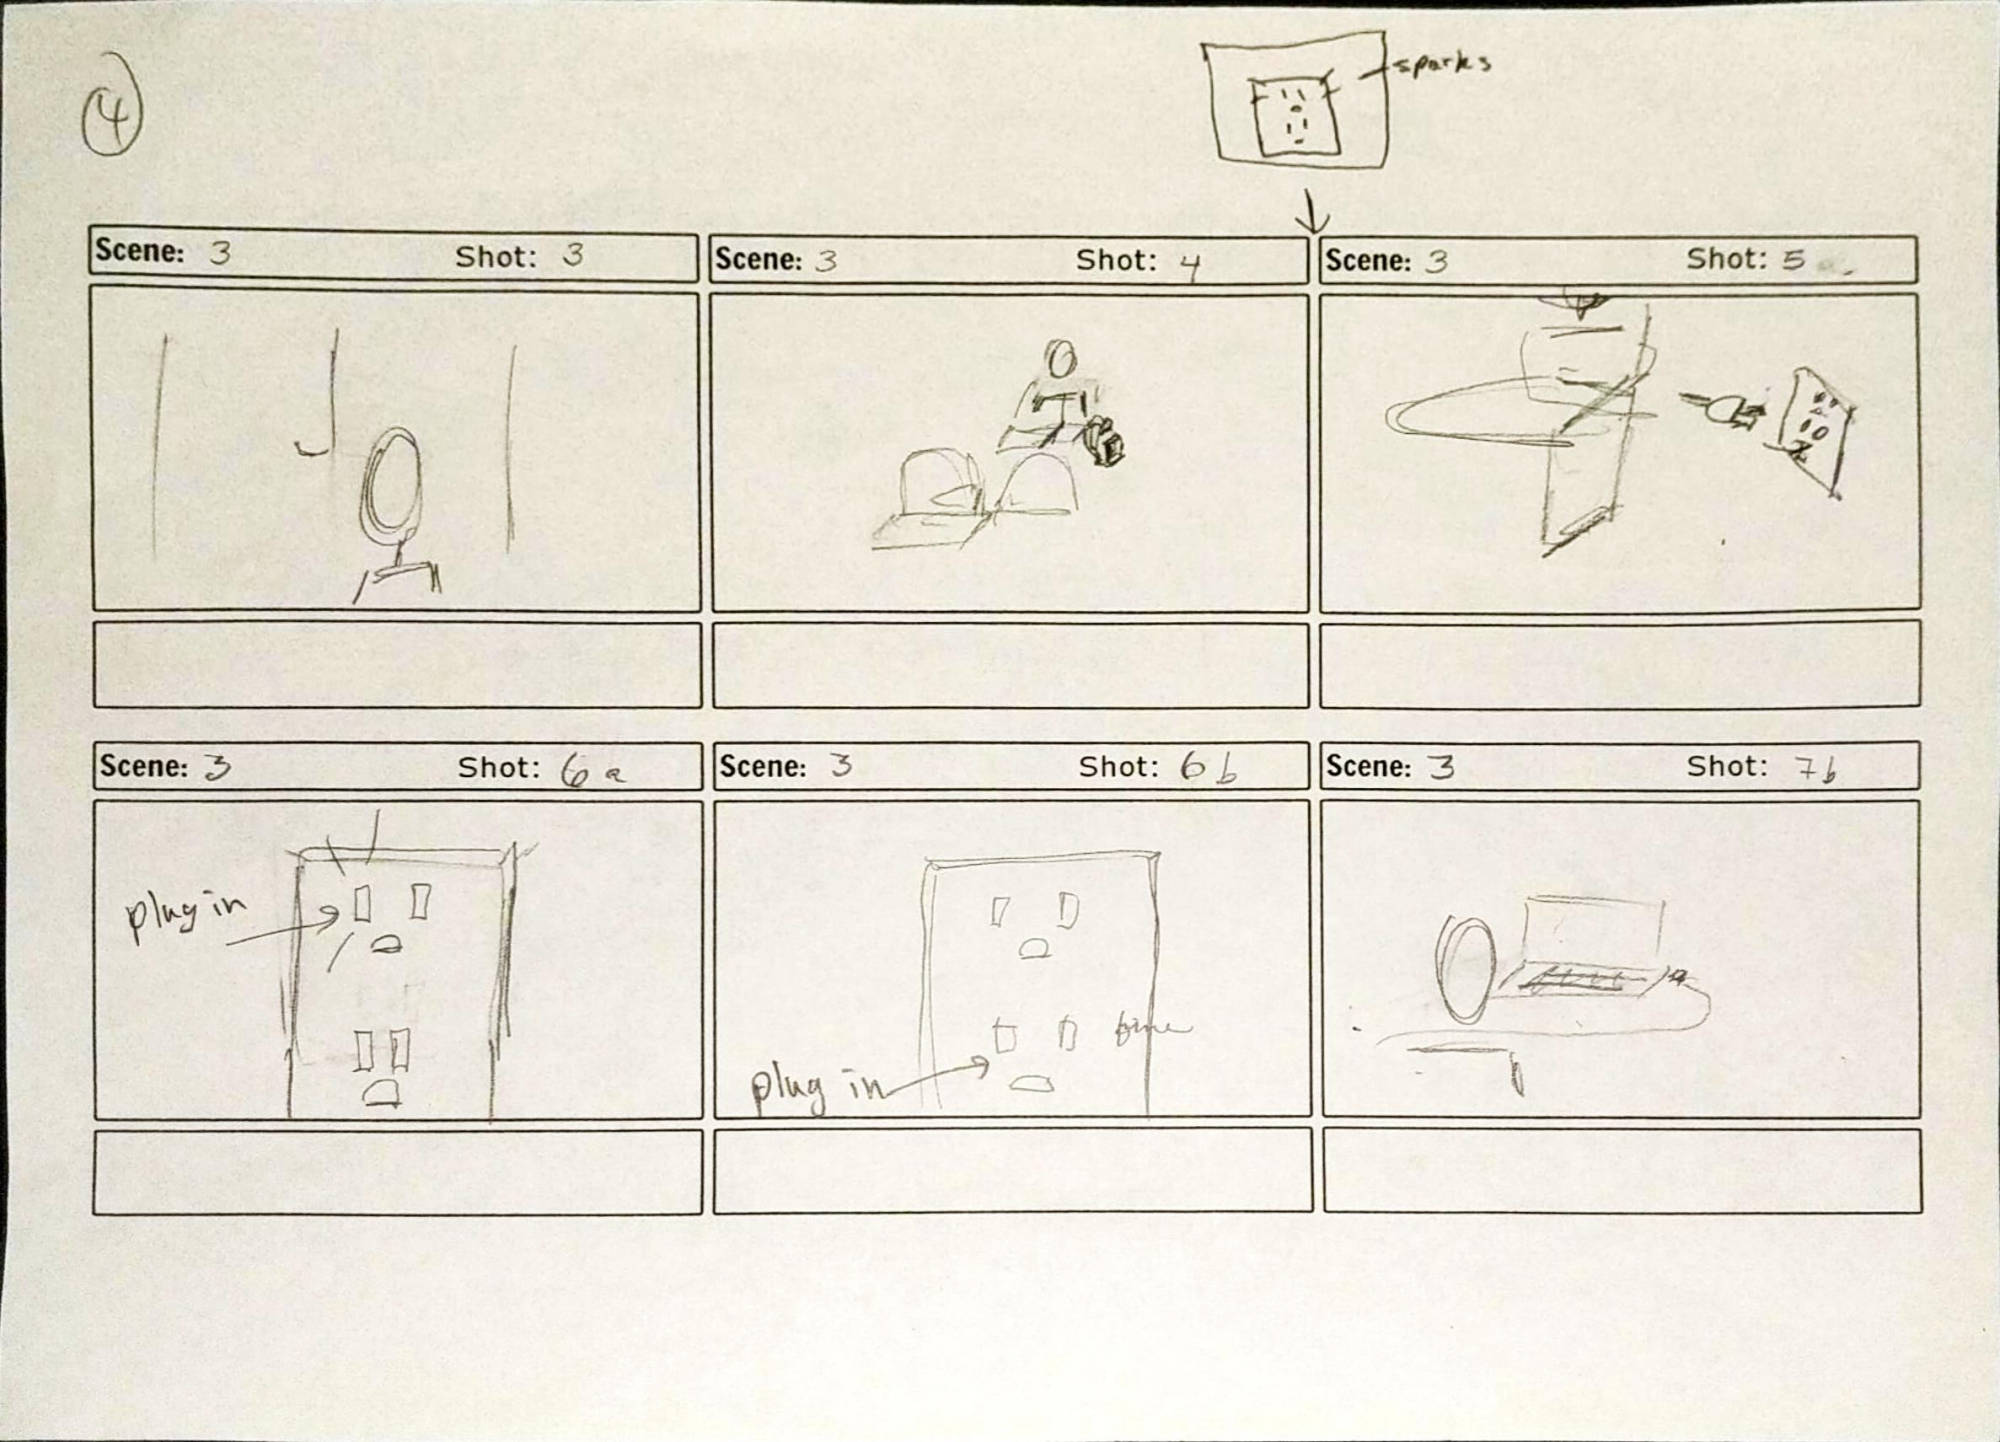 4
sparks
Scene: 3 Shot: 3
Scene: 3 Shot: 4
Scene: 3 Shot: 5
Scene: 3 Shot: 6a
plug in
Scene: 3 Shot: 6b
fine
plug in
Scene: 3 Shot: 7b